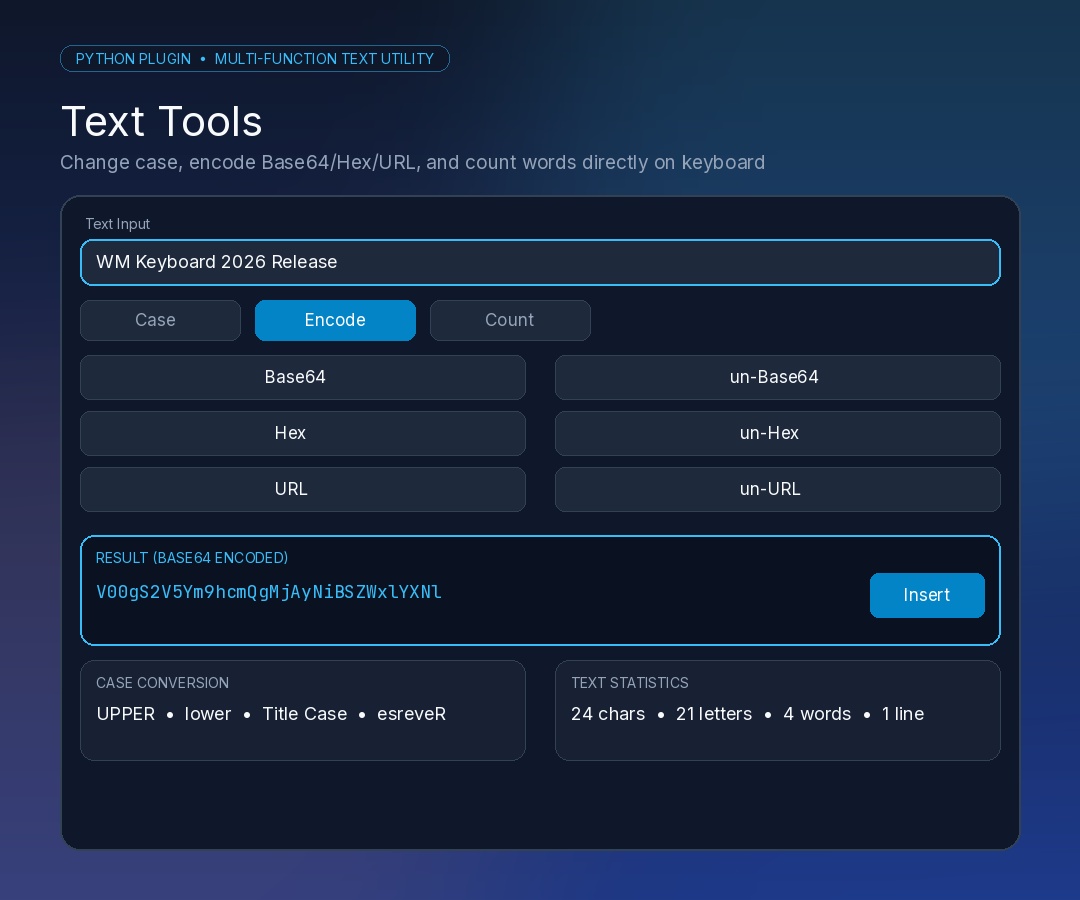 PYTHON PLUGIN • MULTI-FUNCTION TEXT UTILITY
Text Tools
Change case, encode Base64/Hex/URL, and count words directly on keyboard
Text Input
WM Keyboard 2026 Release
Case Encode Count
Base64 un-Base64
Hex un-Hex
URL un-URL
RESULT (BASE64 ENCODED)
V00gS2V5Ym9hcmQgMjAyNiBSZWxlYXNl
Insert
CASE CONVERSION
UPPER • lower • Title Case • esreveR
TEXT STATISTICS
24 chars • 21 letters • 4 words • 1 line